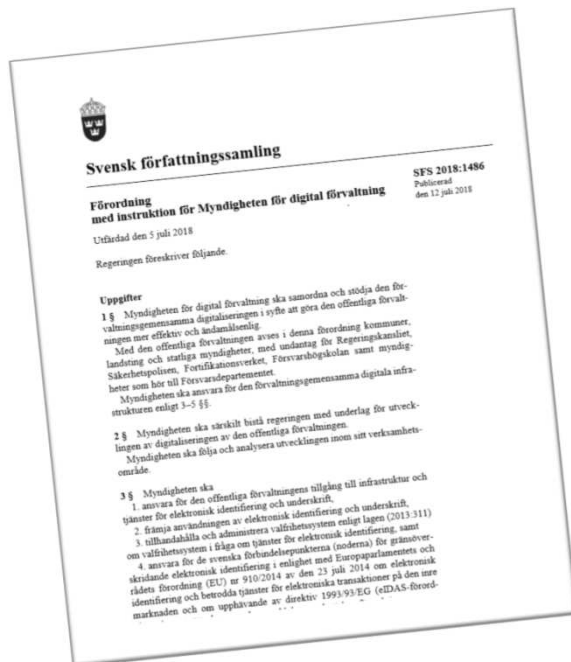 Svensk författningssamling
Förordning
med instruktion för Myndigheten för digital förvaltning
SFS 2018:1486
Publicerad
den 12 juli 2018
Utfärdad den 5 juli 2018
Regeringen föreskriver följande.
Uppgifter
1 § Myndigheten för digital förvaltning ska samordna och stödja den för-
valtningsgemensamma digitaliseringen i syfte att göra den offentliga förvalt-
ningen mer effektiv och ändamålsenlig.
Med den offentliga förvaltningen avses i denna förordning kommuner,
landsting och statliga myndigheter, med undantag för Regeringskansliet,
Säkerhetspolisen, Fortifikationsverket, Försvarshögskolan samt myndig-
heter som hör till Försvarsdepartementet.
Myndigheten ska ansvara för den förvaltningsgemensamma digitala infra-
strukturen enligt 3–5 §§.
2 § Myndigheten ska särskilt bistå regeringen med underlag för utveck-
lingen av digitaliseringen av den offentliga förvaltningen.
Myndigheten ska följa och analysera utvecklingen inom sitt verksamhets-
område.
3 § Myndigheten ska
1. ansvara för den offentliga förvaltningens tillgång till infrastruktur och
tjänster för elektronisk identifiering och underskrift,
2. främja användningen av elektronisk identifiering och underskrift,
3. tillhandahålla och administrera valfrihetssystem enligt lagen (2013:311)
om valfrihetssystem i fråga om tjänster för elektronisk identifiering, samt
4. ansvara för de svenska förbindelsepunkterna (noderna) för gränsöver-
skridande elektronisk identifiering i enlighet med Europaparlamentets och
rådets förordning (EU) nr 910/2014 av den 23 juli 2014 om elektronisk
identifiering och betrodda tjänster för elektroniska transaktioner på den inre
marknaden och om upphävande av direktiv 1993/93/EG (eIDAS-förord-